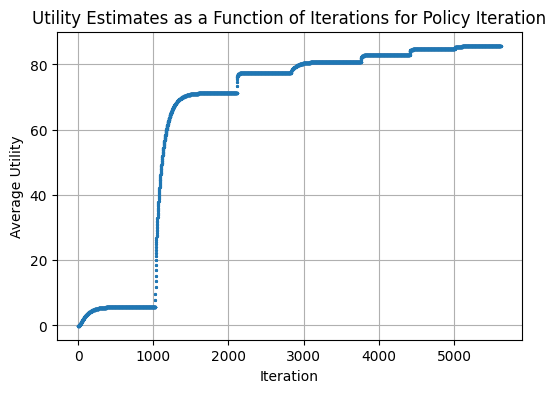 Utility Estimates as a Function of Iterations for Policy Iteration
80
60
40
20
0
Average Utility
0 1000 2000 3000 4000 5000
Iteration